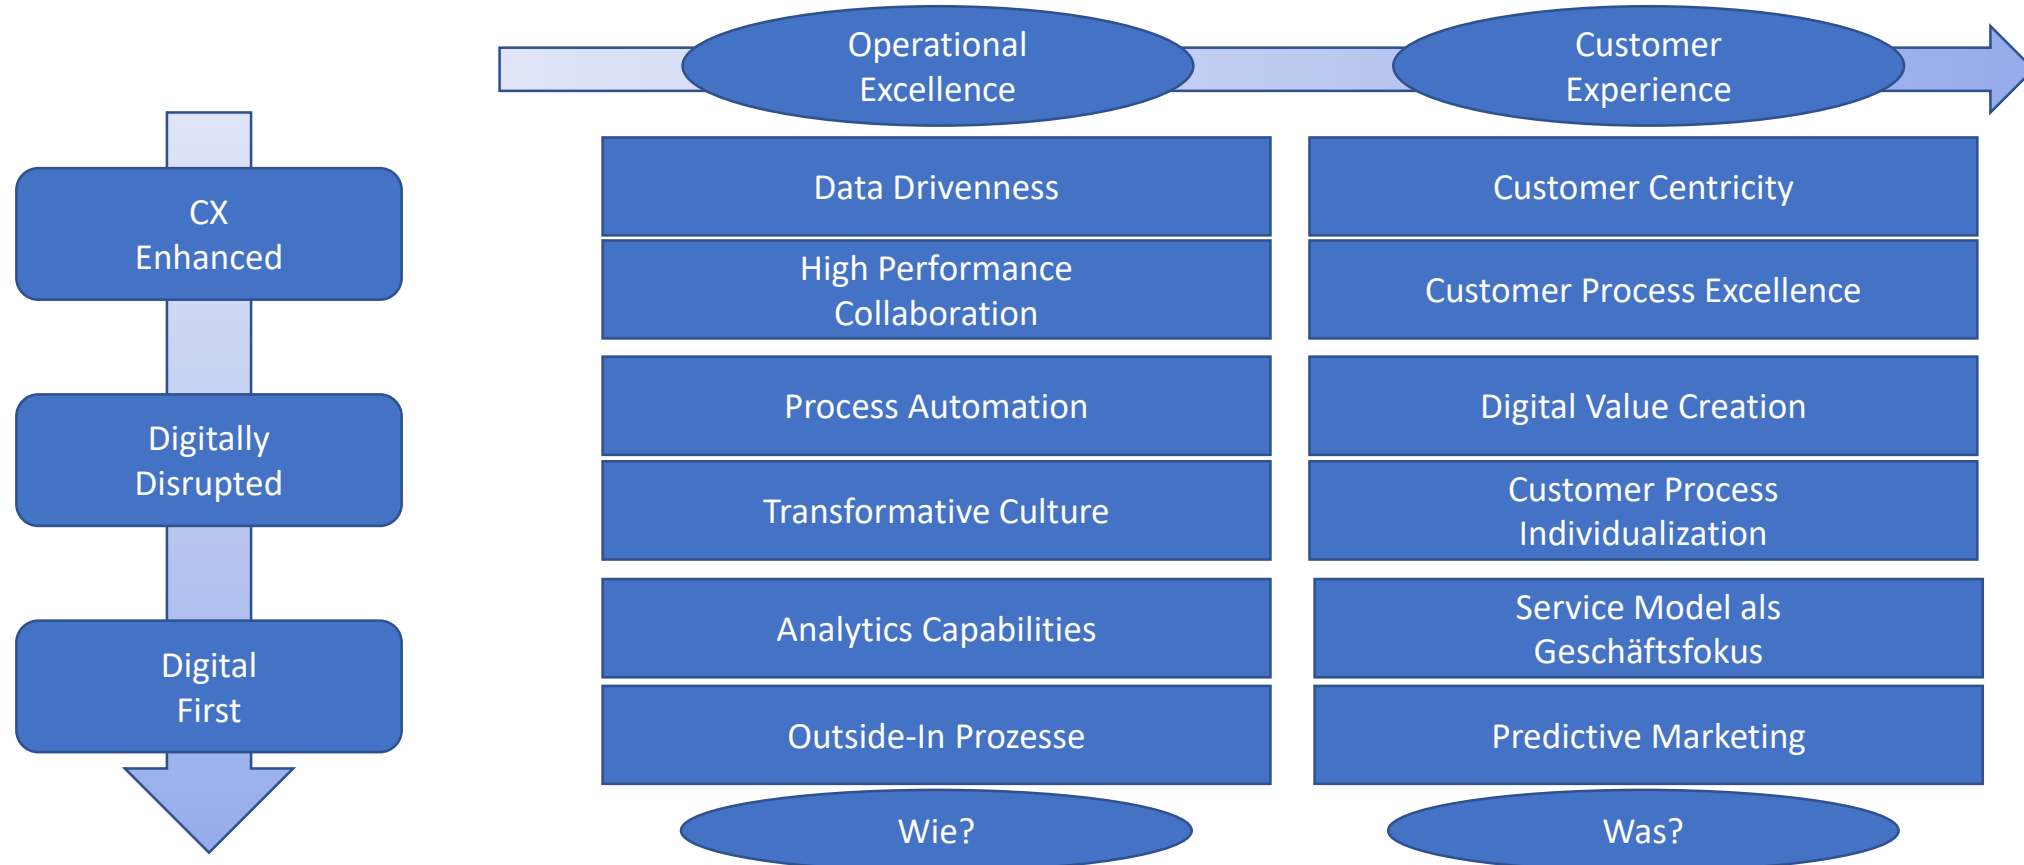 Operational
Excellence
Customer
Experience
CX
Enhanced
Data Drivenness
Customer Centricity
High Performance
Collaboration
Customer Process Excellence
Digitally
Disrupted
Process Automation
Digital Value Creation
Transformative Culture
Customer Process
Individualization
Digital
First
Analytics Capabilities
Service Model als
Geschäftsfokus
Outside-In Prozesse
Predictive Marketing
Wie?
Was?